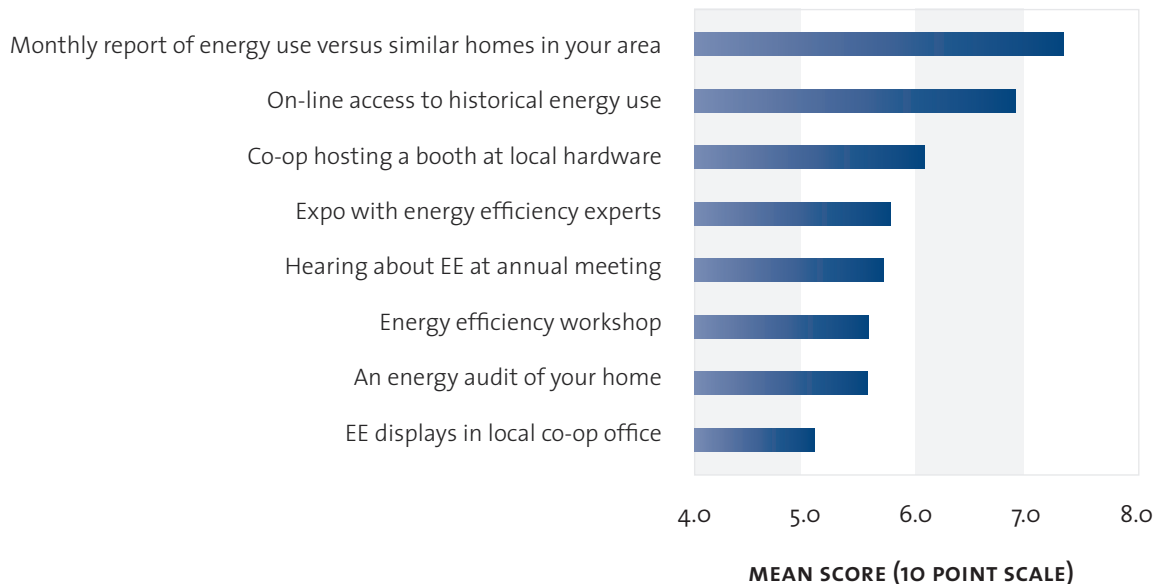 Monthly report of energy use versus similar homes in your area
On-line access to historical energy use
Co-op hosting a booth at local hardware
Expo with energy efficiency experts
Hearing about EE at annual meeting
Energy efficiency workshop
An energy audit of your home
EE displays in local co-op office
4.0 5.0 6.0 7.0 8.0
MEAN SCORE (10 POINT SCALE)